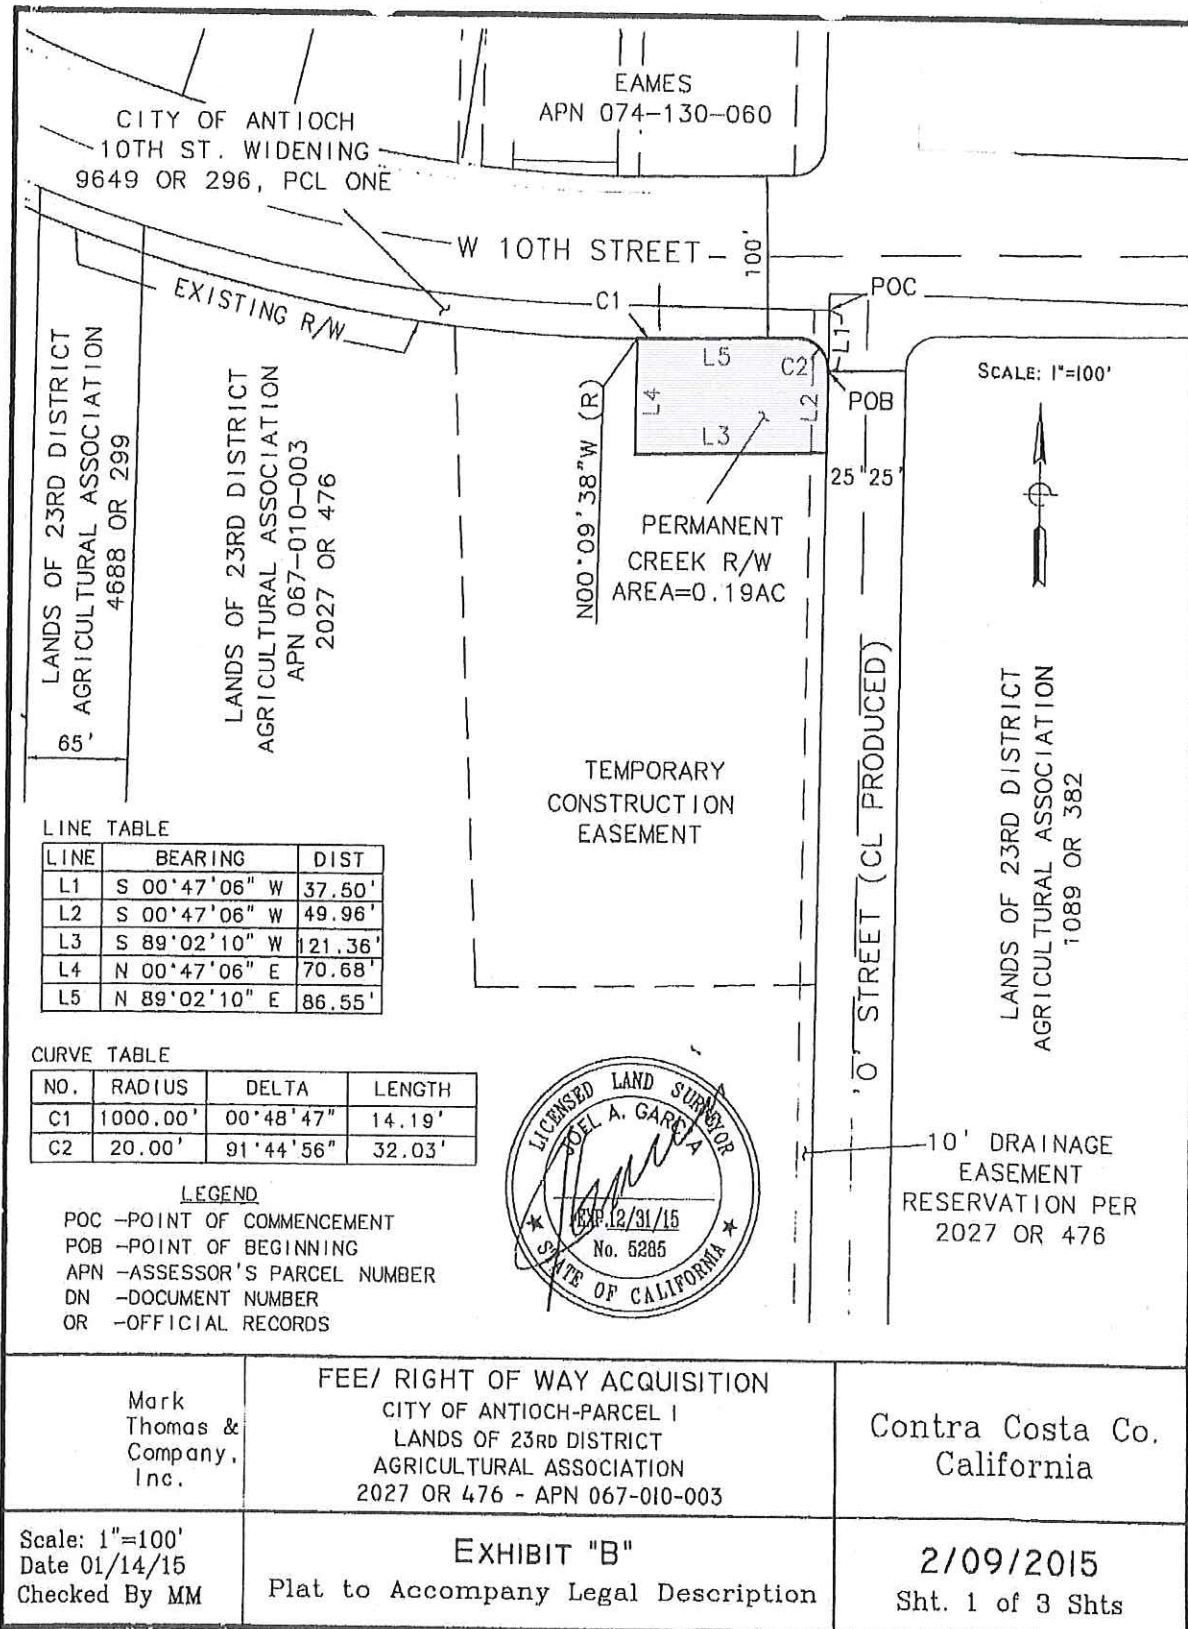 EAMES
APN 074-130-060
CITY OF ANTIOCH
10TH ST. WIDENING
9649 OR 296, PCL ONE
W 10TH STREET
100'
EXISTING R/W
C1
POC
L1
L5
C2
L4
L2
L3
POB
SCALE: 1"=100'
25' 25'
N00°09'38"W (R)
PERMANENT
CREEK R/W
AREA=0.19AC
LANDS OF 23RD DISTRICT
AGRICULTURAL ASSOCIATION
4688 OR 299
65'
LANDS OF 23RD DISTRICT
AGRICULTURAL ASSOCIATION
APN 067-010-003
2027 OR 476
TEMPORARY
CONSTRUCTION
EASEMENT
'O' STREET (CL PRODUCED)
LANDS OF 23RD DISTRICT
AGRICULTURAL ASSOCIATION
1089 OR 382
LINE TABLE
LINE BEARING DIST
L1 S 00°47'06" W 37.50'
L2 S 00°47'06" W 49.96'
L3 S 89°02'10" W 121.36'
L4 N 00°47'06" E 70.68'
L5 N 89°02'10" E 86.55'
CURVE TABLE
NO. RADIUS DELTA LENGTH
C1 1000.00' 00°48'47" 14.19'
C2 20.00' 91°44'56" 32.03'
LEGEND
POC -POINT OF COMMENCEMENT
POB -POINT OF BEGINNING
APN -ASSESSOR'S PARCEL NUMBER
DN -DOCUMENT NUMBER
OR -OFFICIAL RECORDS
LICENSED LAND SURVEYOR
JOEL A. GARCIA
EXP. 12/31/15
No. 5285
STATE OF CALIFORNIA
10' DRAINAGE
EASEMENT
RESERVATION PER
2027 OR 476
Mark
Thomas &
Company,
Inc.
FEE/ RIGHT OF WAY ACQUISITION
CITY OF ANTIOCH-PARCEL 1
LANDS OF 23RD DISTRICT
AGRICULTURAL ASSOCIATION
2027 OR 476 - APN 067-010-003
Contra Costa Co.
California
Scale: 1"=100'
Date 01/14/15
Checked By MM
EXHIBIT "B"
Plat to Accompany Legal Description
2/09/2015
Sht. 1 of 3 Shts